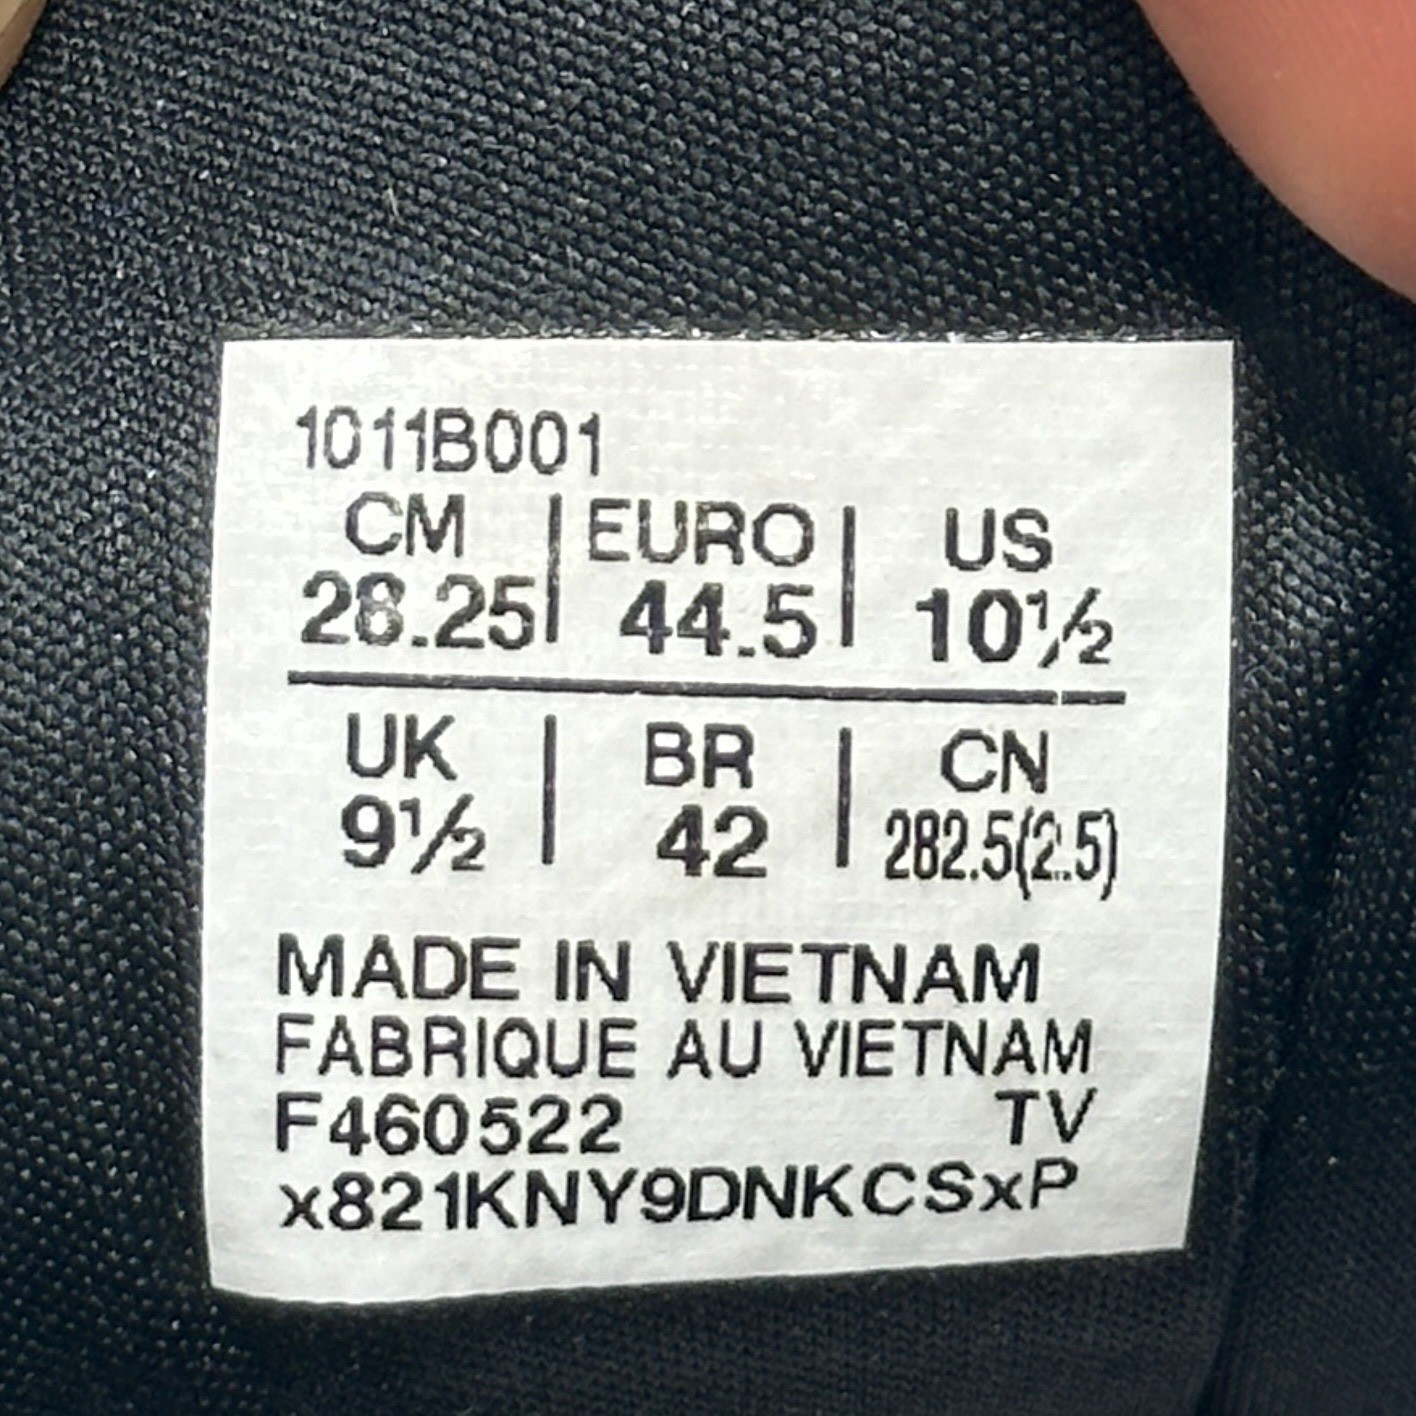 1011B001
CM | EURO | US
28.25 | 44.5 | 10½
UK | BR | CN
9½ | 42 | 282.5(2.5)
MADE IN VIETNAM
FABRIQUE AU VIETNAM
F460522 TV
x821KNY9DNKCSxP